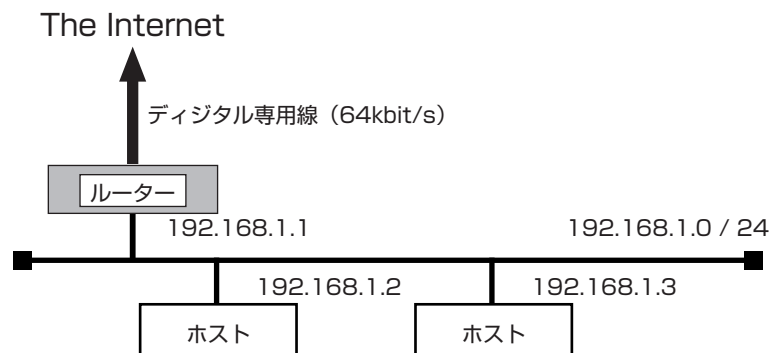 The Internet
ディジタル専用線（64kbit/s）
ルーター
192.168.1.1
192.168.1.0 / 24
192.168.1.2
192.168.1.3
ホスト
ホスト